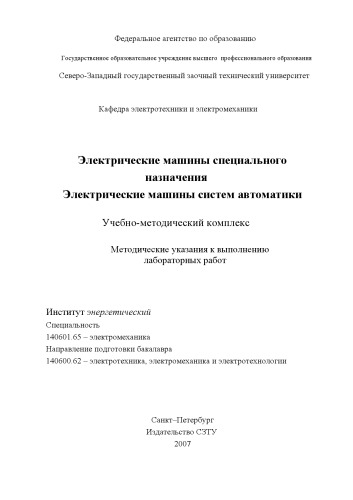 Федеральное агентство по образованию
Государственное образовательное учреждение высшего профессионального образования
Северо-Западный государственный заочный технический университет
Кафедра электротехники и электромеханики
Электрические машины специального
назначения
Электрические машины систем автоматики
Учебно-методический комплекс
Методические указания к выполнению
лабораторных работ
Институт энергетический
Специальность
140601.65 – электромеханика
Направление подготовки бакалавра
140600.62 – электротехника, электромеханика и электротехнологии
Санкт–Петербург
Издательство СЗТУ
2007